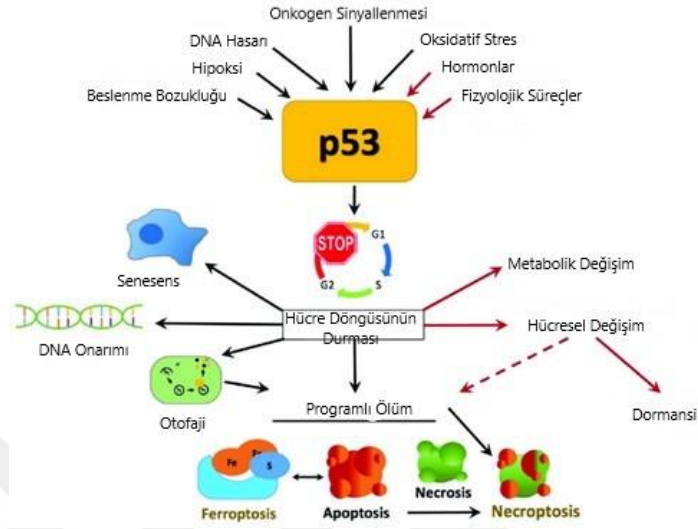 Onkogen Sinyallenmesi
DNA Hasarı
Oksidatif Stres
Hipoksi
Hormonlar
Beslenme Bozukluğu
Fizyolojik Süreçler
p53
STOP
G1
G2
S
Senesens
Metabolik Değişim
Hücre Döngüsünün
Durması
Hücresel Değişim
DNA Onarımı
Otofaji
Programlı Ölüm
Dormansi
Fe
Fe
S
Necrosis
Ferroptosis
Apoptosis
Necroptosis